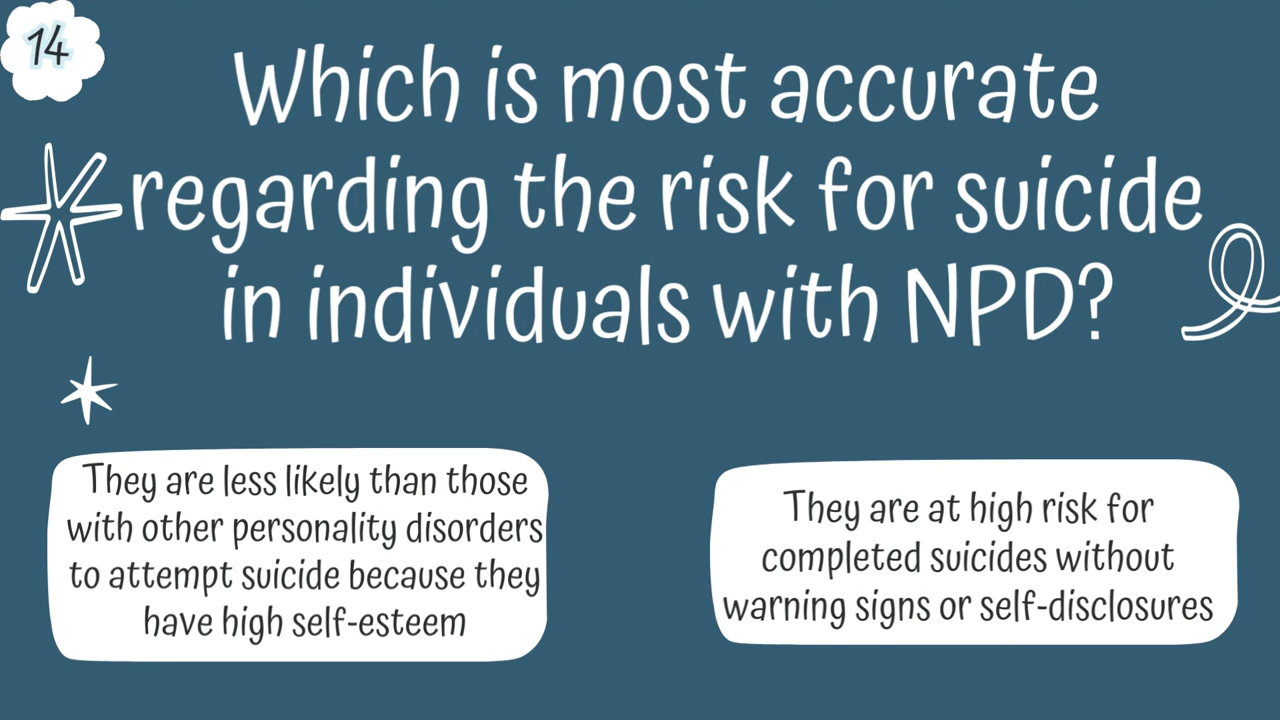 14
Which is most accurate
regarding the risk for suicide
in individuals with NPD?
They are less likely than those
with other personality disorders
to attempt suicide because they
have high self-esteem
They are at high risk for
completed suicides without
warning signs or self-disclosures